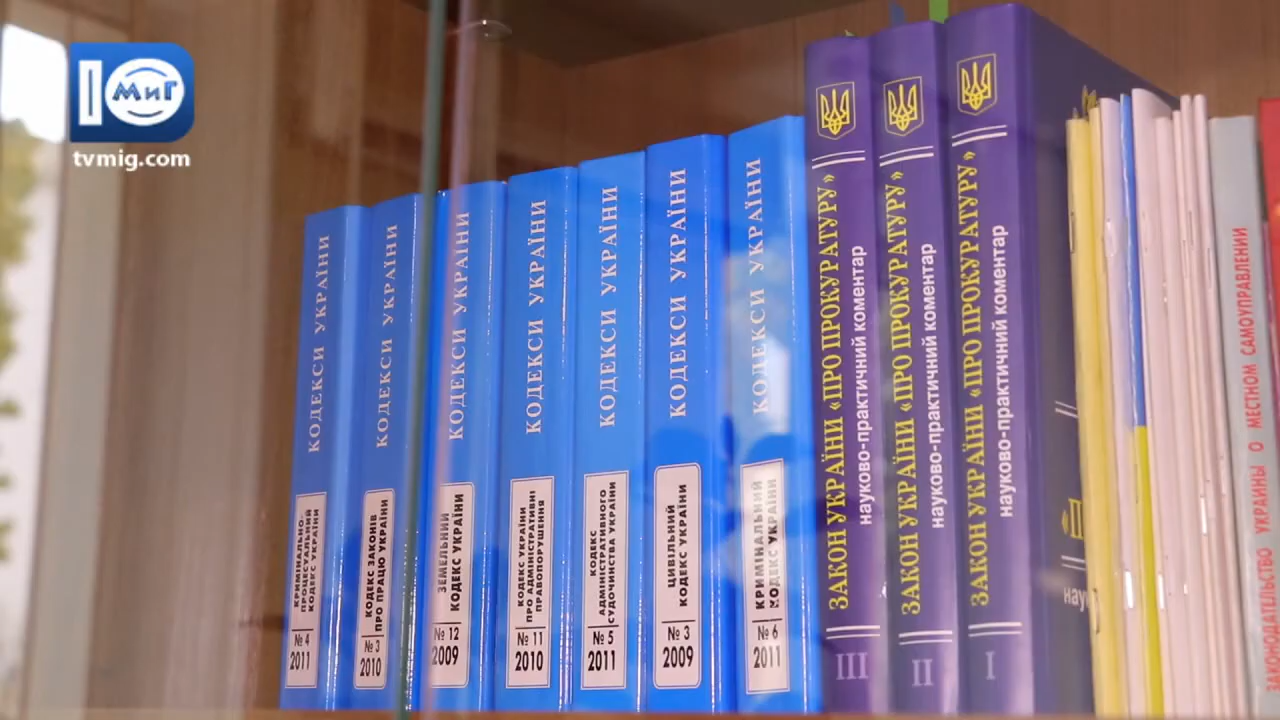 10
МиГ
tvmig.com
КОДЕКСИ УКРАЇНИ
КРИМІНАЛЬНО-
ПРОЦЕСУАЛЬНИЙ
КОДЕКС УКРАЇНИ
№ 4
2011
КОДЕКСИ УКРАЇНИ
КОДЕКС ЗАКОНІВ
ПРО ПРАЦЮ УКРАЇНИ
№ 3
2010
КОДЕКСИ УКРАЇНИ
ЗЕМЕЛЬНИЙ
КОДЕКС УКРАЇНИ
№ 12
2009
КОДЕКСИ УКРАЇНИ
КОДЕКС УКРАЇНИ
ПРО АДМІНІСТРАТИВНІ
ПРАВОПОРУШЕННЯ
№ 11
2010
КОДЕКСИ УКРАЇНИ
КОДЕКС
АДМІНІСТРАТИВНОГО
СУДОЧИНСТВА УКРАЇНИ
№ 5
2011
КОДЕКСИ УКРАЇНИ
ЦИВІЛЬНИЙ
КОДЕКС УКРАЇНИ
№ 3
2009
КОДЕКСИ УКРАЇНИ
КРИМІНАЛЬНИЙ
КОДЕКС УКРАЇНИ
№ 6
2011
ЗАКОН УКРАЇНИ «ПРО ПРОКУРАТУРУ»
науково-практичний коментар
III
ЗАКОН УКРАЇНИ «ПРО ПРОКУРАТУРУ»
науково-практичний коментар
II
ЗАКОН УКРАЇНИ «ПРО ПРОКУРАТУРУ»
науково-практичний коментар
I
«П
наук
ЗАКОНОДАТЕЛЬСТВО УКРАИНЫ О МЕСТНОМ САМОУПРАВЛЕНИИ